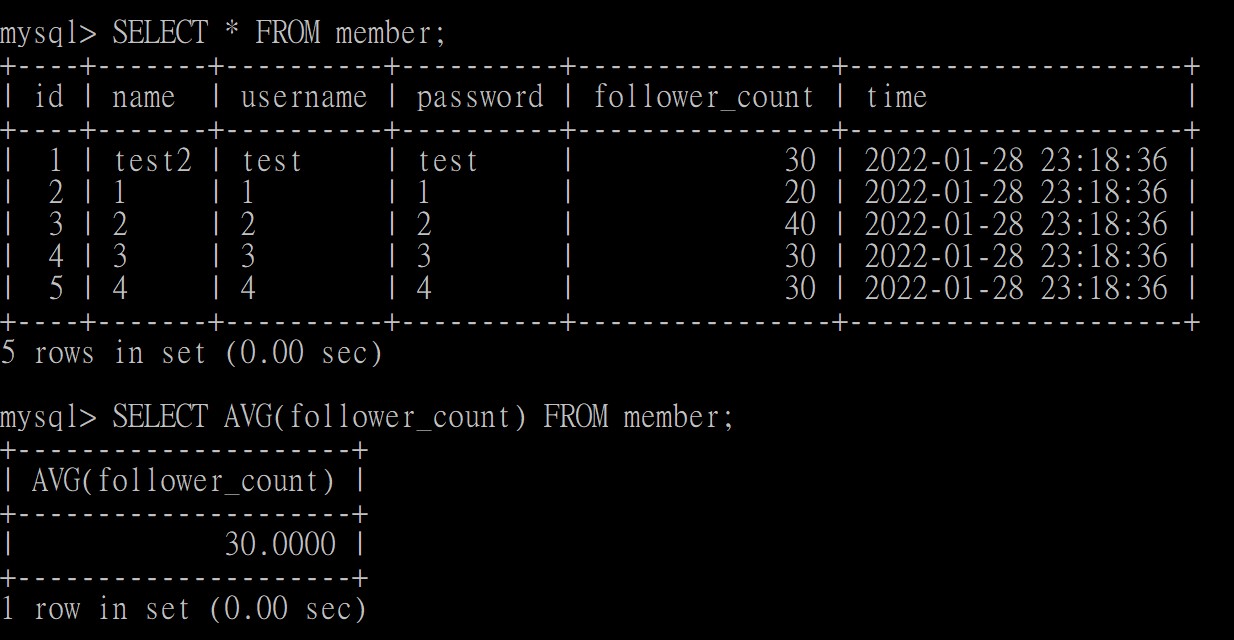 mysql> SELECT * FROM member;
+----+-------+----------+----------+----------------+---------------------+
| id | name  | username | password | follower_count | time                |
+----+-------+----------+----------+----------------+---------------------+
|  1 | test2 | test     | test     |             30 | 2022-01-28 23:18:36 |
|  2 | 1     | 1        | 1        |             20 | 2022-01-28 23:18:36 |
|  3 | 2     | 2        | 2        |             40 | 2022-01-28 23:18:36 |
|  4 | 3     | 3        | 3        |             30 | 2022-01-28 23:18:36 |
|  5 | 4     | 4        | 4        |             30 | 2022-01-28 23:18:36 |
+----+-------+----------+----------+----------------+---------------------+
5 rows in set (0.00 sec)
mysql> SELECT AVG(follower_count) FROM member;
+---------------------+
| AVG(follower_count) |
+---------------------+
|             30.0000 |
+---------------------+
1 row in set (0.00 sec)